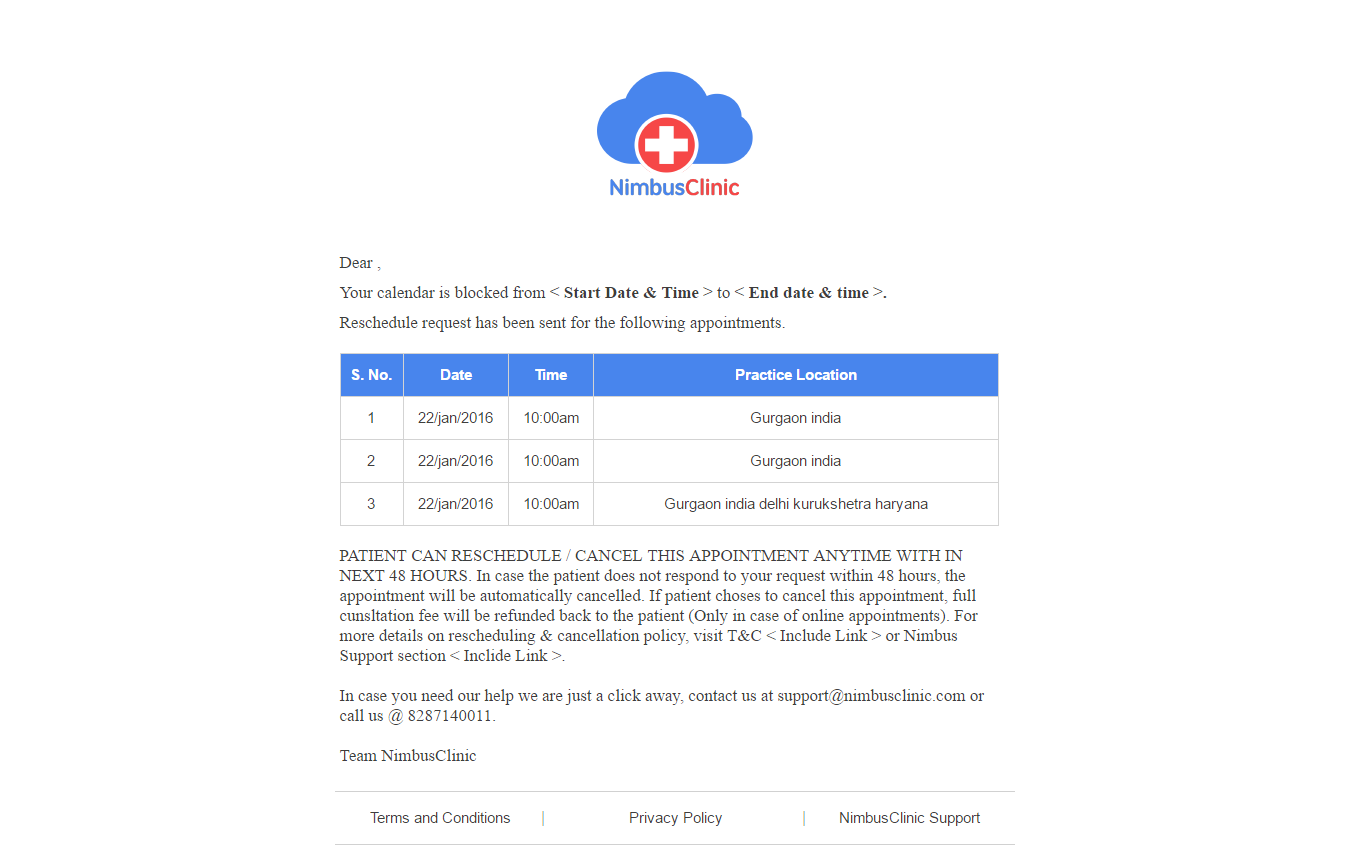 NimbusClinic
Dear ,
Your calendar is blocked from < Start Date & Time > to < End date & time >.
Reschedule request has been sent for the following appointments.
S. No. Date Time Practice Location
1 22/jan/2016 10:00am Gurgaon india
2 22/jan/2016 10:00am Gurgaon india
3 22/jan/2016 10:00am Gurgaon india delhi kurukshetra haryana
PATIENT CAN RESCHEDULE / CANCEL THIS APPOINTMENT ANYTIME WITH IN
NEXT 48 HOURS. In case the patient does not respond to your request within 48 hours, the
appointment will be automatically cancelled. If patient choses to cancel this appointment, full
cunsltation fee will be refunded back to the patient (Only in case of online appointments). For
more details on rescheduling & cancellation policy, visit T&C < Include Link > or Nimbus
Support section < Inclide Link >.
In case you need our help we are just a click away, contact us at support@nimbusclinic.com or
call us @ 8287140011.
Team NimbusClinic
Terms and Conditions | Privacy Policy | NimbusClinic Support